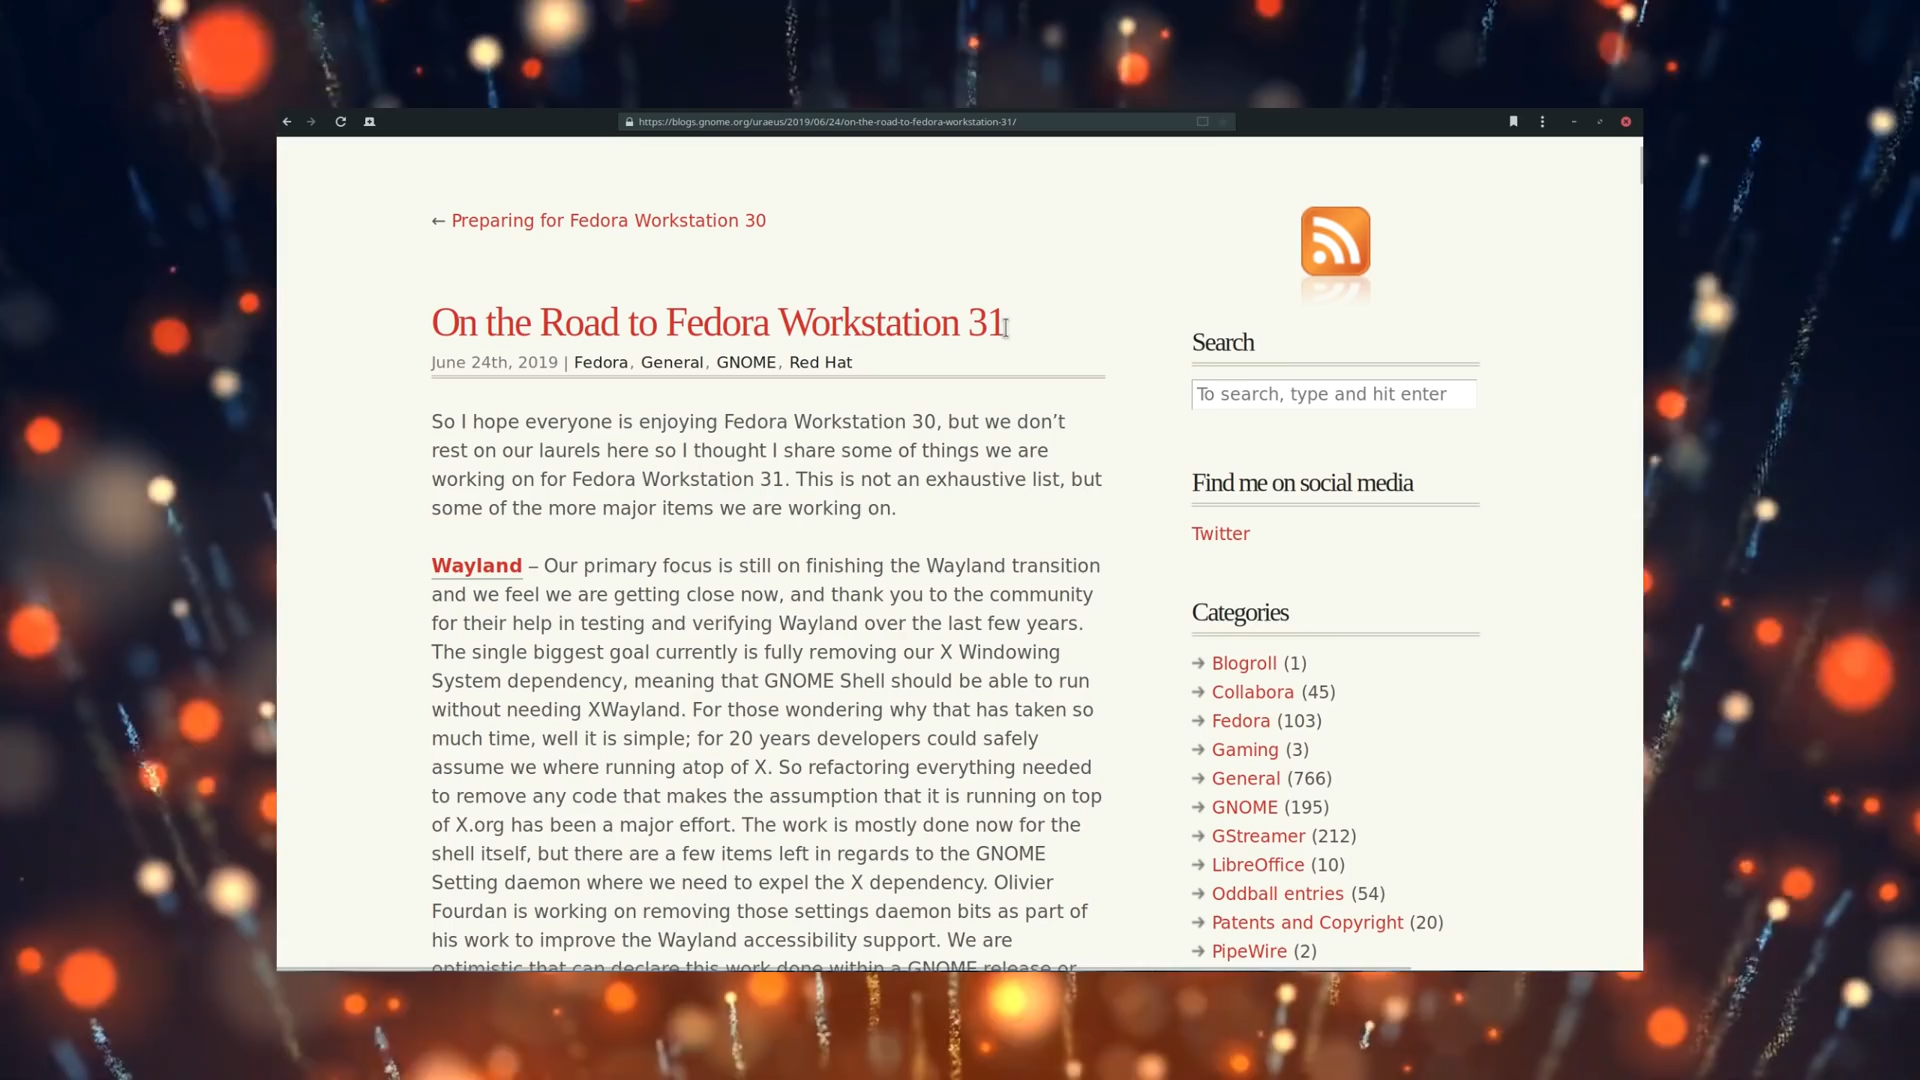 https://blogs.gnome.org/uraeus/2019/06/24/on-the-road-to-fedora-workstation-31/
← Preparing for Fedora Workstation 30
On the Road to Fedora Workstation 31
June 24th, 2019 | Fedora, General, GNOME, Red Hat
So I hope everyone is enjoying Fedora Workstation 30, but we don’t
rest on our laurels here so I thought I share some of things we are
working on for Fedora Workstation 31. This is not an exhaustive list, but
some of the more major items we are working on.
Wayland – Our primary focus is still on finishing the Wayland transition
and we feel we are getting close now, and thank you to the community
for their help in testing and verifying Wayland over the last few years.
The single biggest goal currently is fully removing our X Windowing
System dependency, meaning that GNOME Shell should be able to run
without needing XWayland. For those wondering why that has taken so
much time, well it is simple; for 20 years developers could safely
assume we where running atop of X. So refactoring everything needed
to remove any code that makes the assumption that it is running on top
of X.org has been a major effort. The work is mostly done now for the
shell itself, but there are a few items left in regards to the GNOME
Setting daemon where we need to expel the X dependency. Olivier
Fourdan is working on removing those settings daemon bits as part of
his work to improve the Wayland accessibility support. We are
optimistic that can declare this work done within a GNOME release or
Search
To search, type and hit enter
Find me on social media
Twitter
Categories
→ Blogroll (1)
→ Collabora (45)
→ Fedora (103)
→ Gaming (3)
→ General (766)
→ GNOME (195)
→ GStreamer (212)
→ LibreOffice (10)
→ Oddball entries (54)
→ Patents and Copyright (20)
→ PipeWire (2)